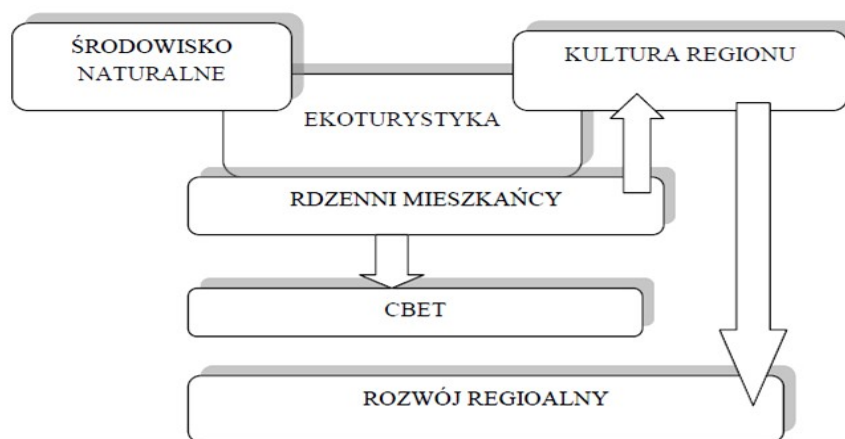 ŚRODOWISKO
NATURALNE
KULTURA REGIONU
EKOTURYSTYKA
RDZENNI MIESZKAŃCY
CBET
ROZWÓJ REGIOALNY